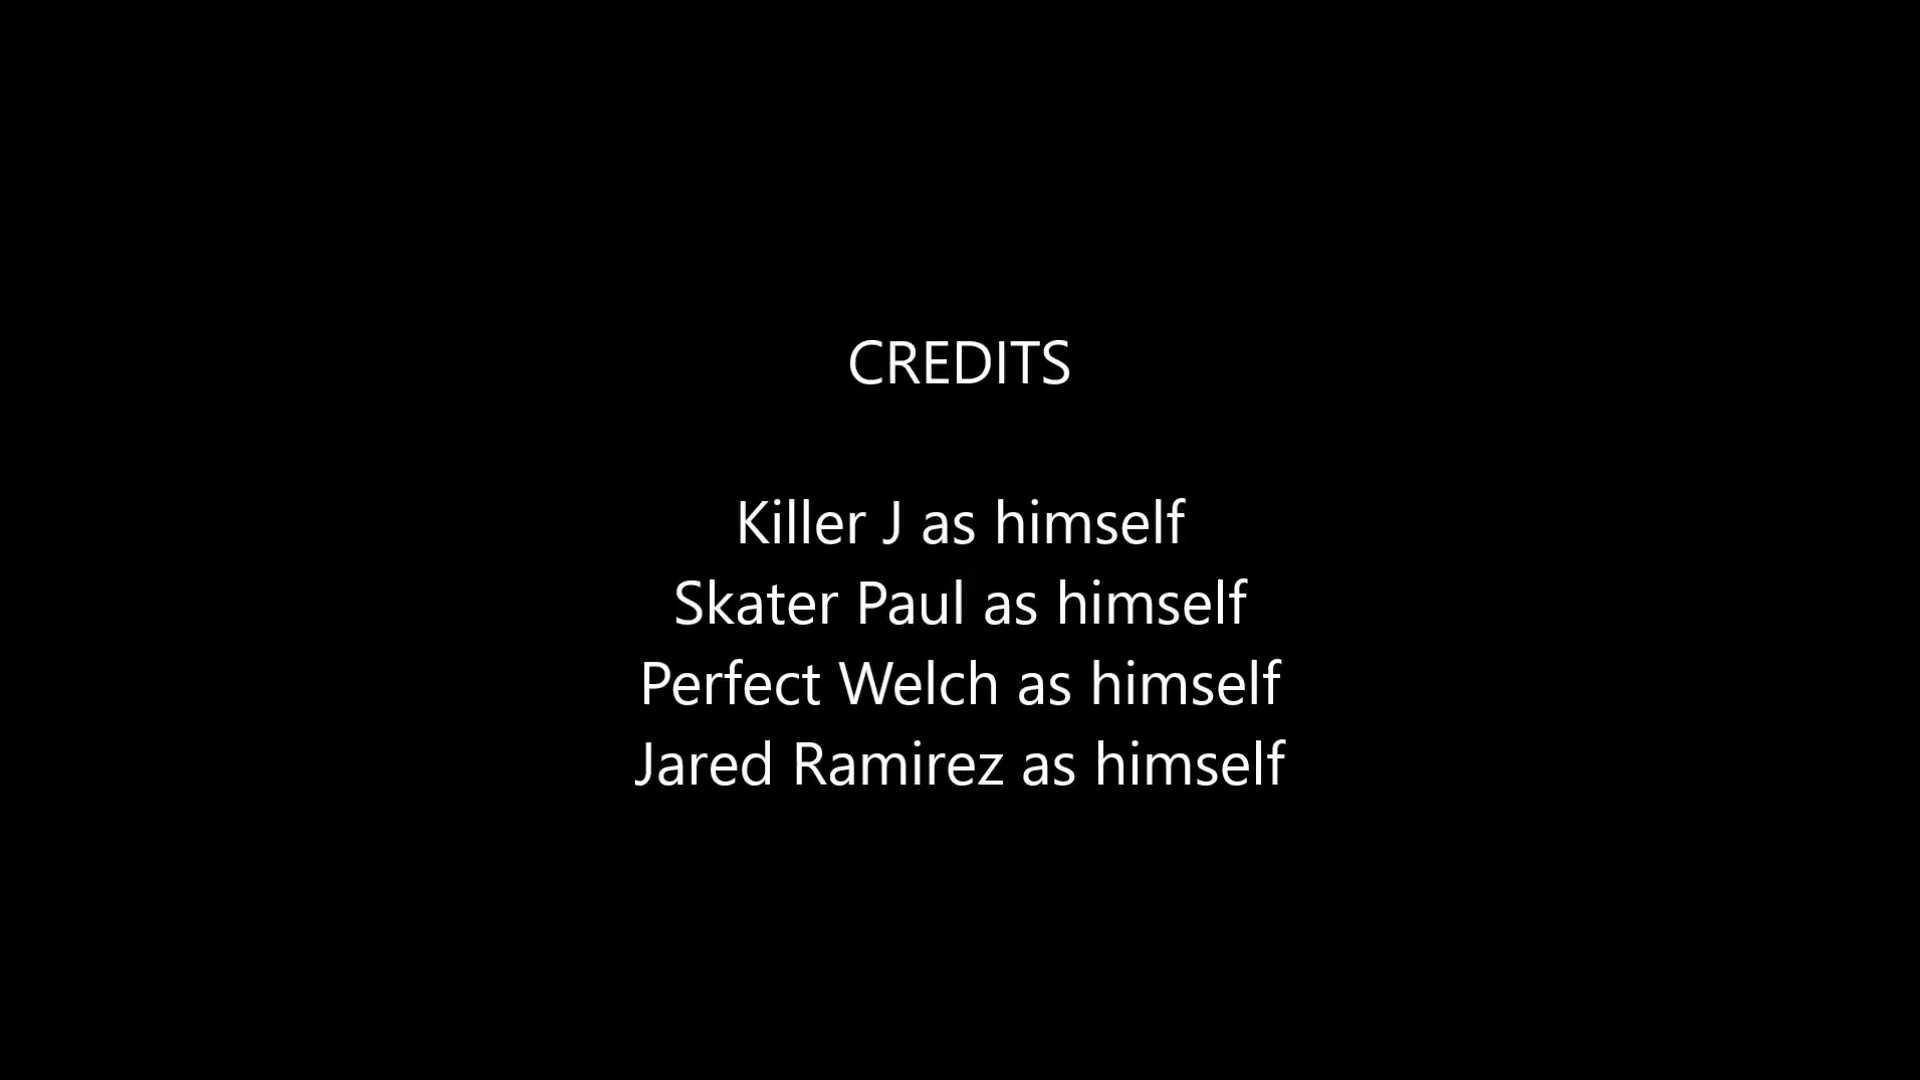 CREDITS
Killer J as himself
Skater Paul as himself
Perfect Welch as himself
Jared Ramirez as himself